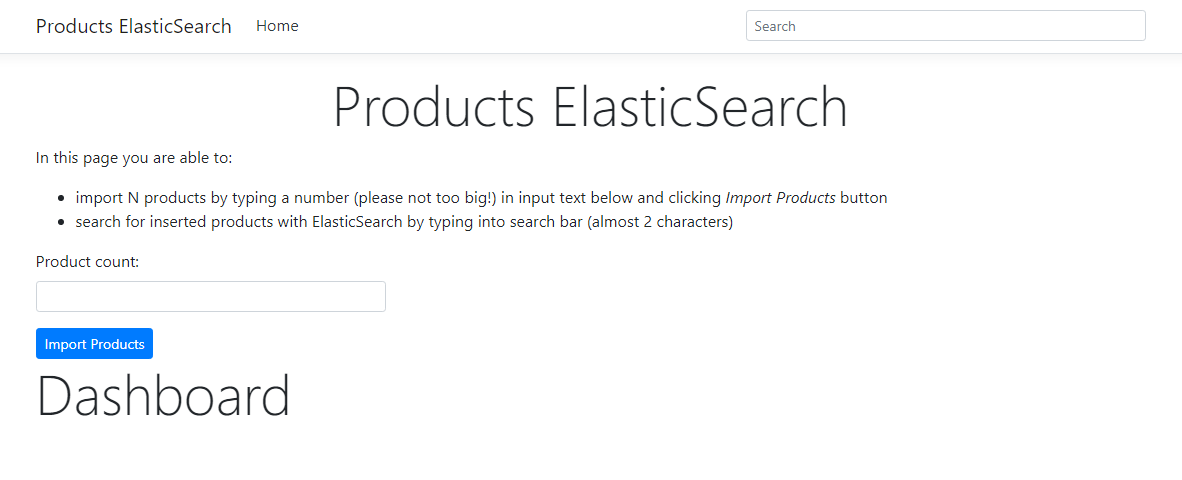 Products ElasticSearch Home Search
Products ElasticSearch
In this page you are able to:
import N products by typing a number (please not too big!) in input text below and clicking Import Products button
search for inserted products with ElasticSearch by typing into search bar (almost 2 characters)
Product count:
Import Products
Dashboard